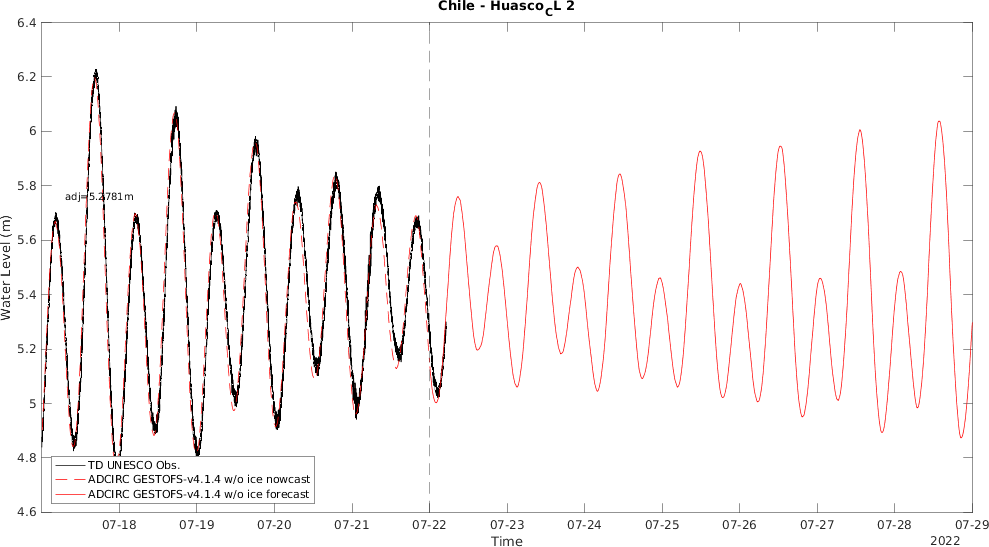 Chile - Huasco_CL 2
6.4
6.2
6
5.8
5.6
5.4
5.2
5
4.8
4.6
Water Level (m)
adj=5.2781m
TD UNESCO Obs.
ADCIRC GESTOFS-v4.1.4 w/o ice nowcast
ADCIRC GESTOFS-v4.1.4 w/o ice forecast
07-18 07-19 07-20 07-21 07-22 07-23 07-24 07-25 07-26 07-27 07-28 07-29
Time
2022